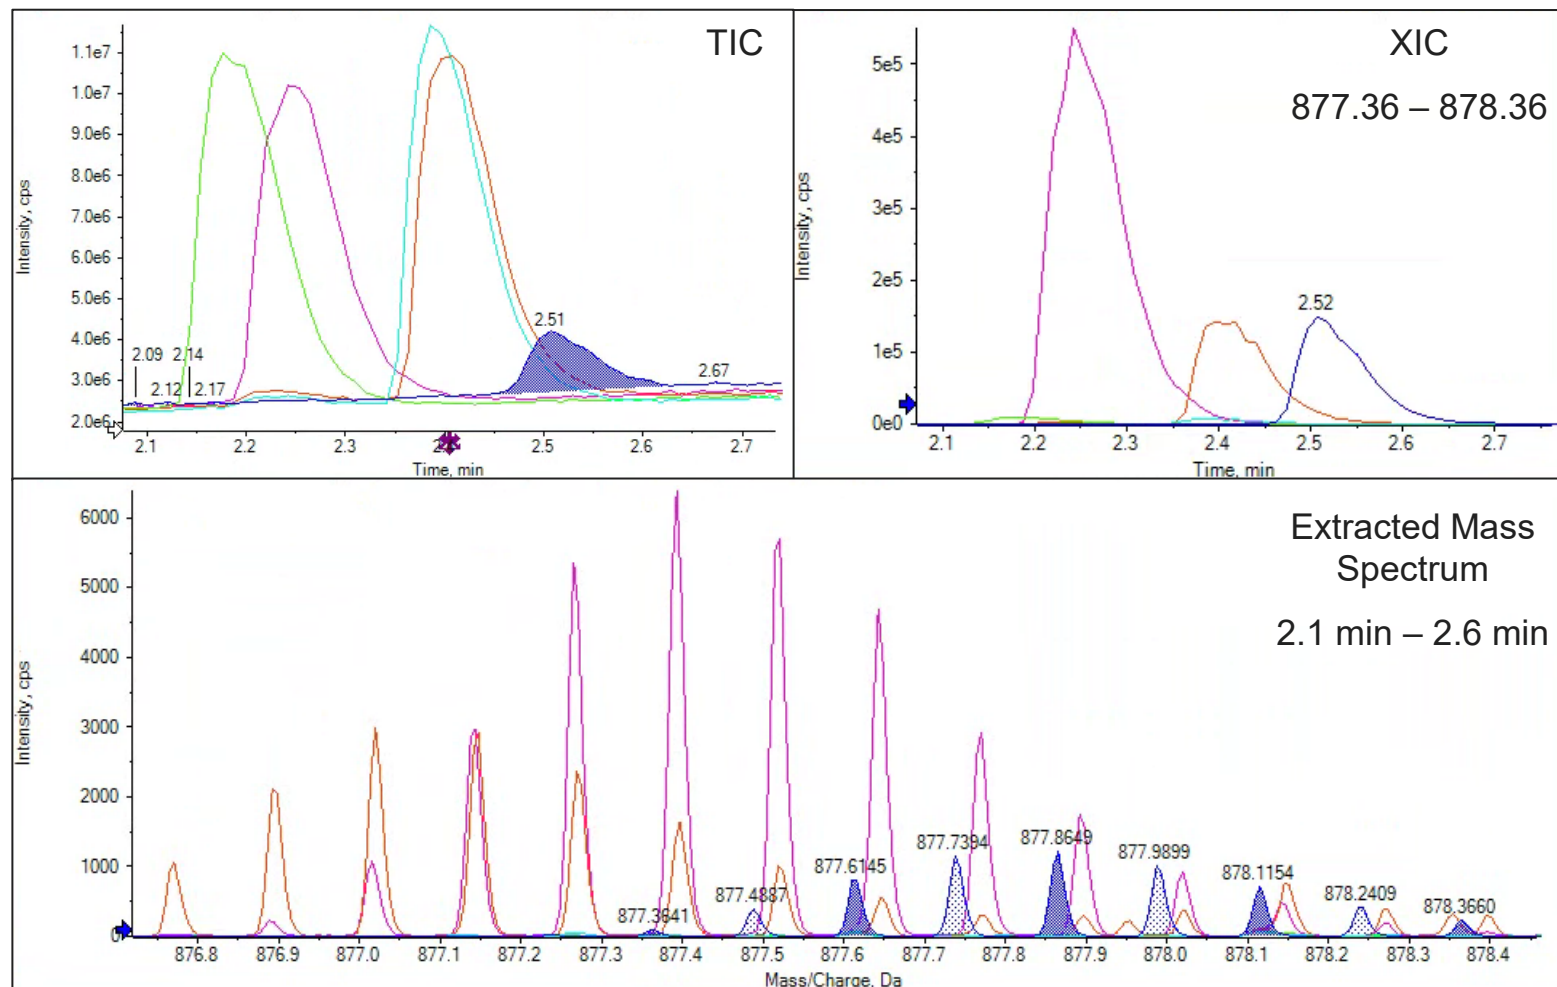 TIC
1.1e7
1.0e7
9.0e6
8.0e6
7.0e6
6.0e6
5.0e6
4.0e6
3.0e6
2.0e6
Intensity, cps
2.09 2.14
2.12 2.17
2.51
2.67
2.1 2.2 2.3 2.5 2.6 2.7
Time, min
XIC
877.36 – 878.36
5e5
4e5
3e5
2e5
1e5
0e0
Intensity, cps
2.52
2.1 2.2 2.3 2.4 2.5 2.6 2.7
Time, min
Extracted Mass
Spectrum
2.1 min – 2.6 min
6000
5000
4000
3000
2000
1000
0
Intensity, cps
877.3641
877.4887
877.6145
877.7394
877.8649
877.9899
878.1154
878.2409
878.3660
876.8 876.9 877.0 877.1 877.2 877.3 877.4 877.5 877.6 877.7 877.8 877.9 878.0 878.1 878.2 878.3 878.4
Mass/Charge, Da